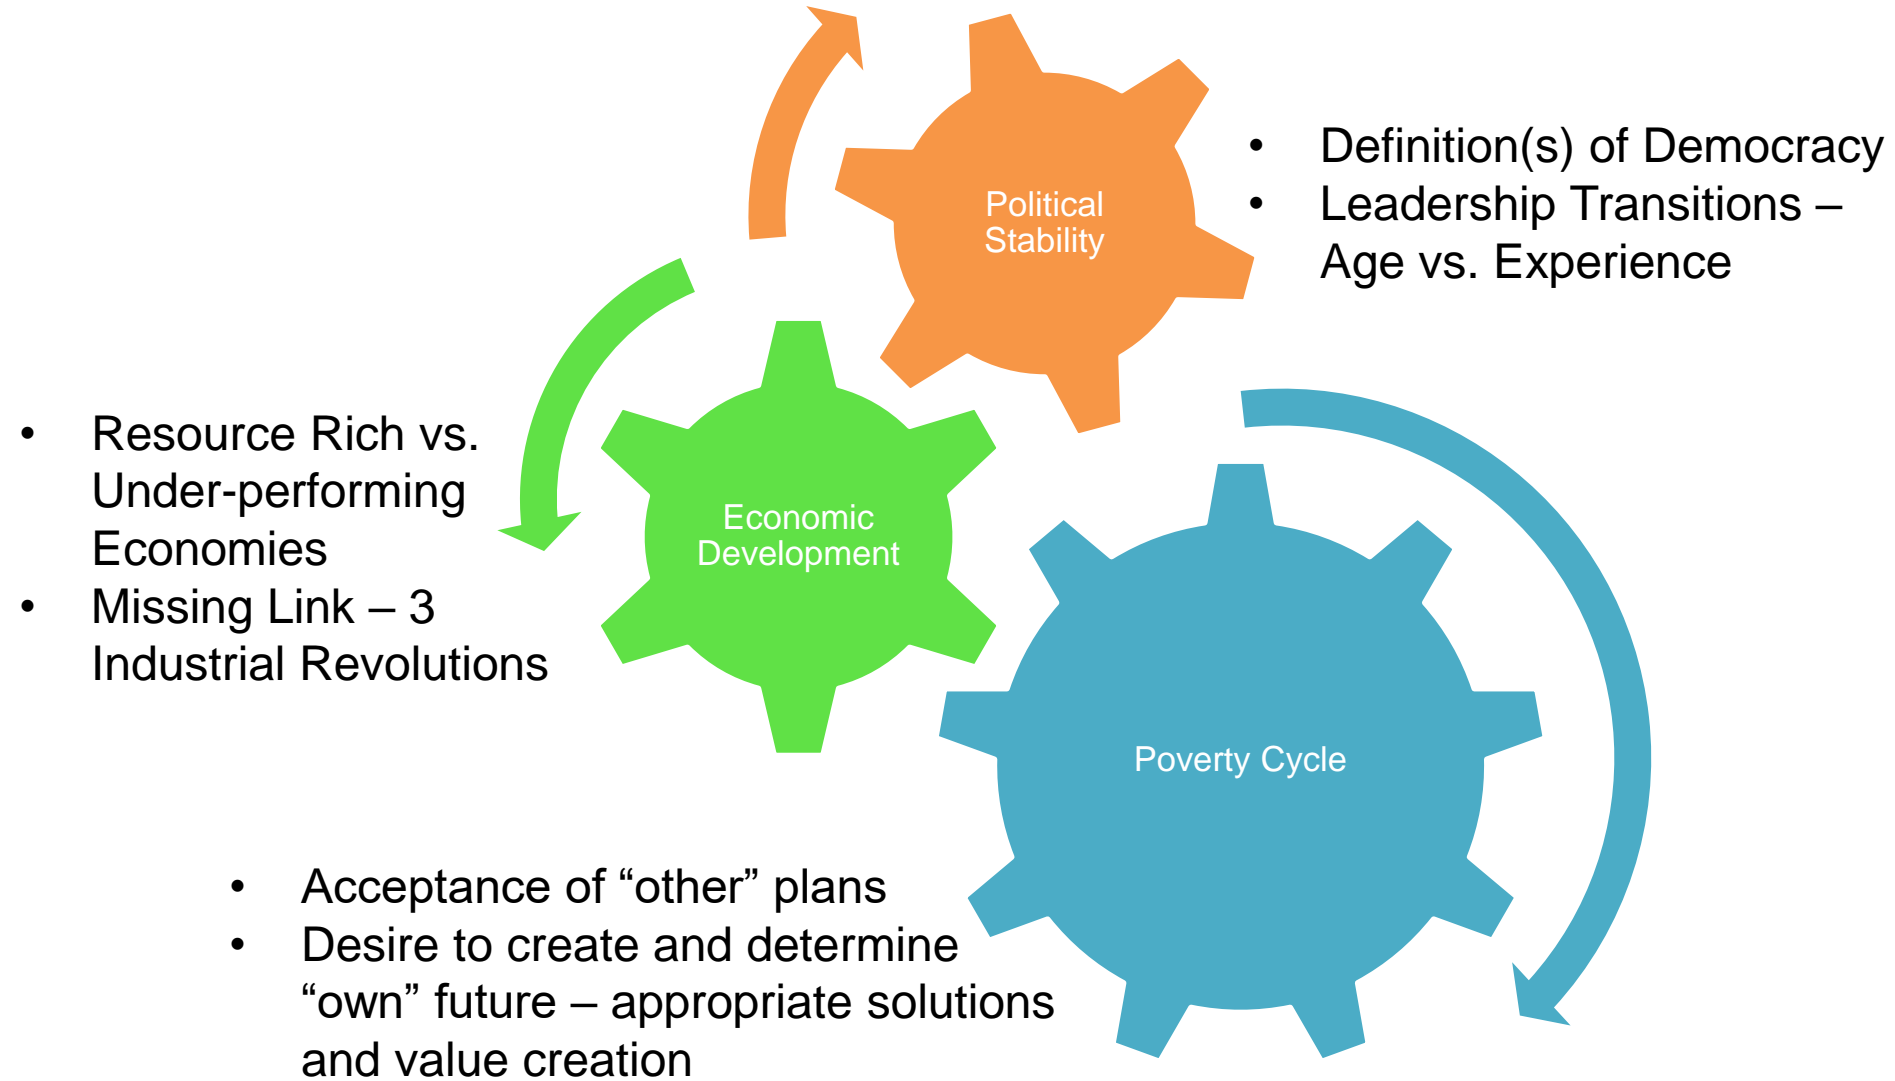 Political
Stability
• Definition(s) of Democracy
• Leadership Transitions –
Age vs. Experience
• Resource Rich vs.
Under-performing
Economies
• Missing Link – 3
Industrial Revolutions
Economic
Development
Poverty Cycle
• Acceptance of “other” plans
• Desire to create and determine
“own” future – appropriate solutions
and value creation